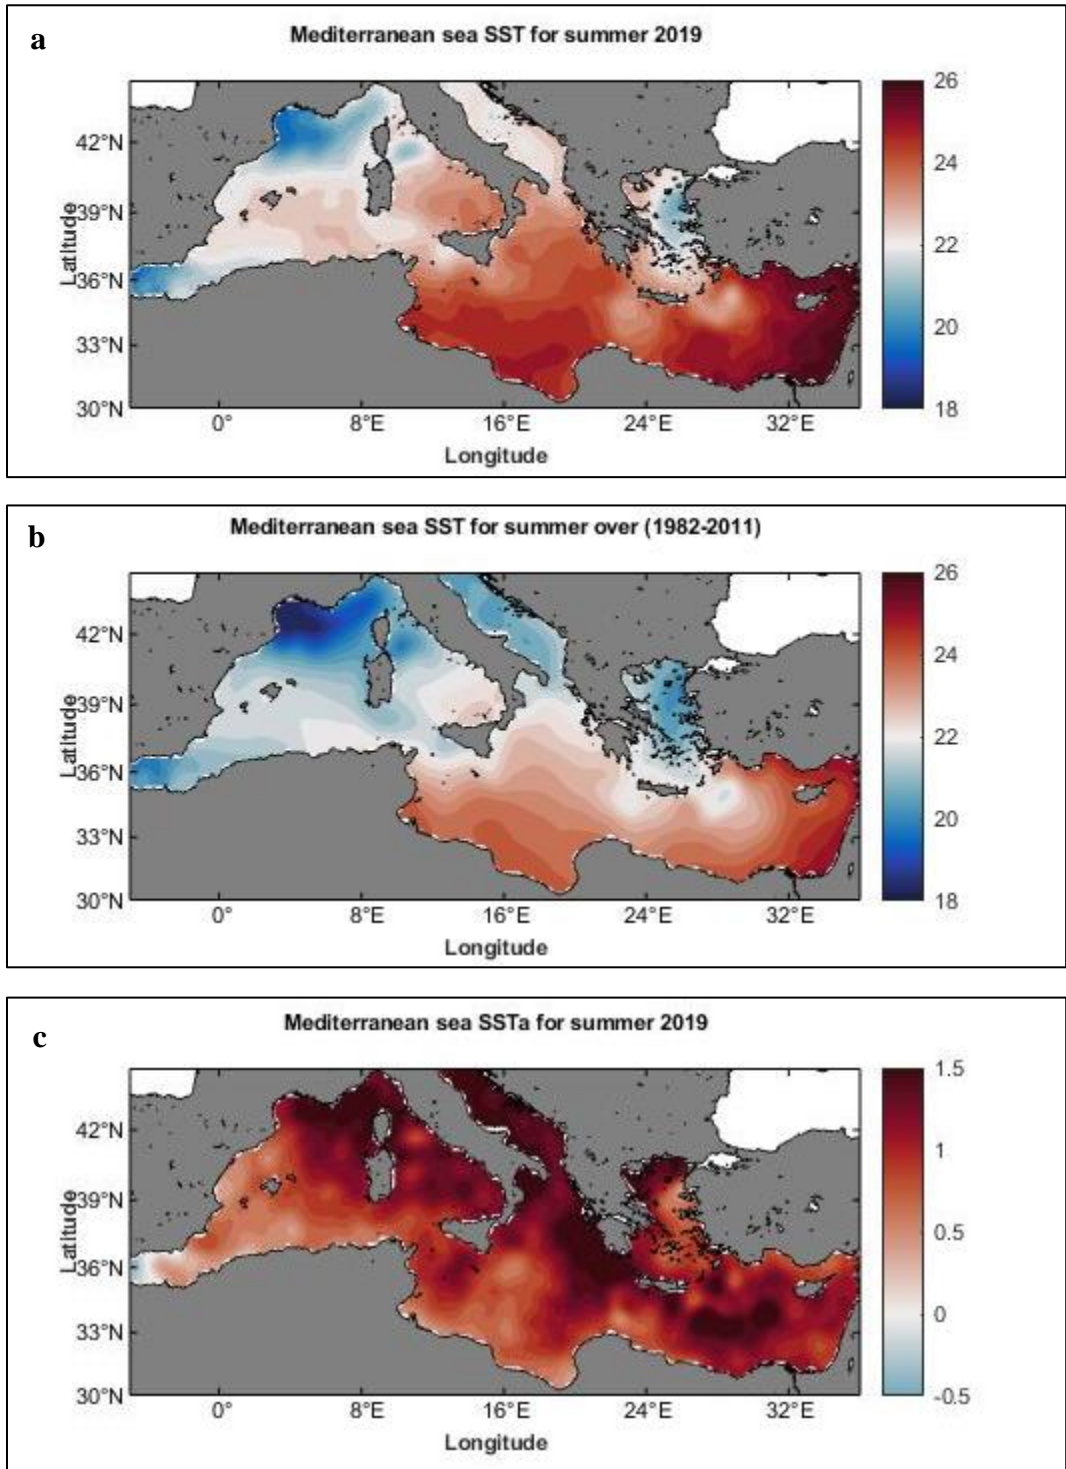 a
Mediterranean sea SST for summer 2019
26
42°N
24
39°N
22
Latitude
36°N
20
33°N
30°N
18
0°
8°E
16°E
24°E
32°E
Longitude
b
Mediterranean sea SST for summer over (1982-2011)
26
42°N
24
39°N
22
Latitude
36°N
20
33°N
30°N
18
0°
8°E
16°E
24°E
32°E
Longitude
c
Mediterranean sea SSTa for summer 2019
1.5
42°N
1
39°N
0.5
Latitude
36°N
0
33°N
30°N
-0.5
0°
8°E
16°E
24°E
32°E
Longitude